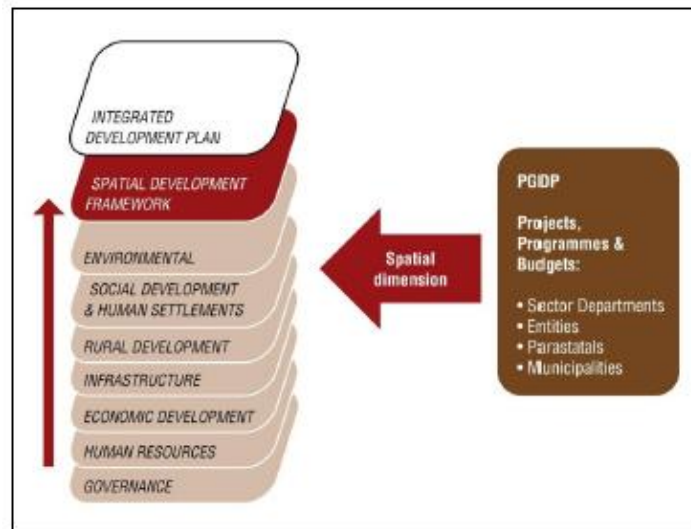 INTEGRATED
DEVELOPMENT PLAN
SPATIAL DEVELOPMENT
FRAMEWORK
ENVIRONMENTAL
SOCIAL DEVELOPMENT
& HUMAN SETTLEMENTS
RURAL DEVELOPMENT
INFRASTRUCTURE
ECONOMIC DEVELOPMENT
HUMAN RESOURCES
GOVERNANCE
Spatial
dimension
PGIDP
Projects,
Programmes &
Budgets:
• Sector Departments
• Entities
• Parastatals
• Municipalities